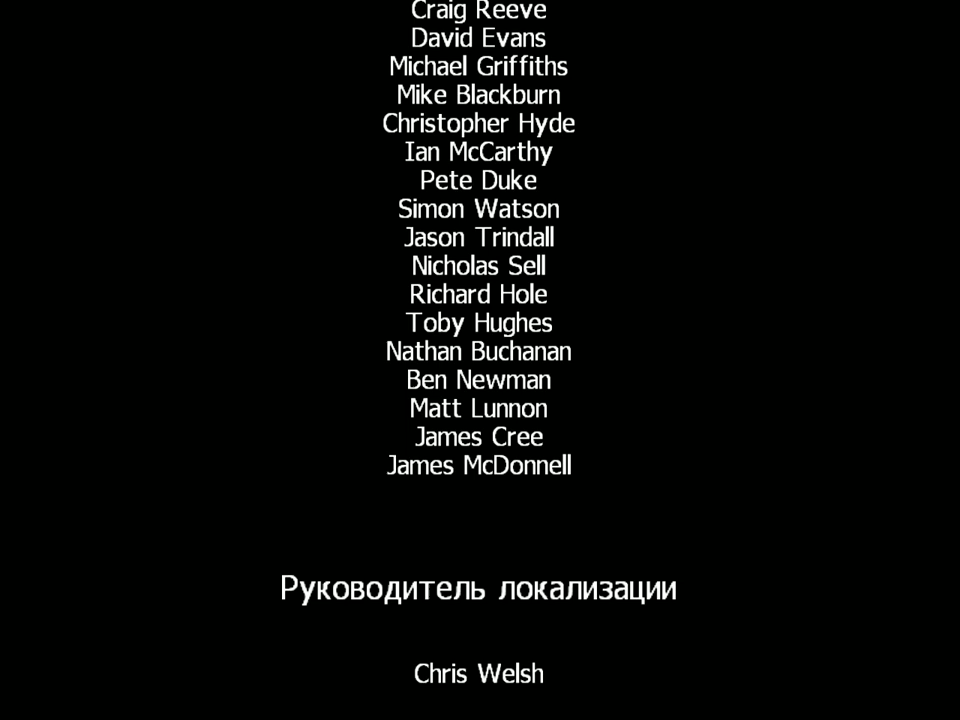 Craig Reeve
David Evans
Michael Griffiths
Mike Blackburn
Christopher Hyde
Ian McCarthy
Pete Duke
Simon Watson
Jason Trindall
Nicholas Sell
Richard Hole
Toby Hughes
Nathan Buchanan
Ben Newman
Matt Lunnon
James Cree
James McDonnell
Руководитель локализации
Chris Welsh